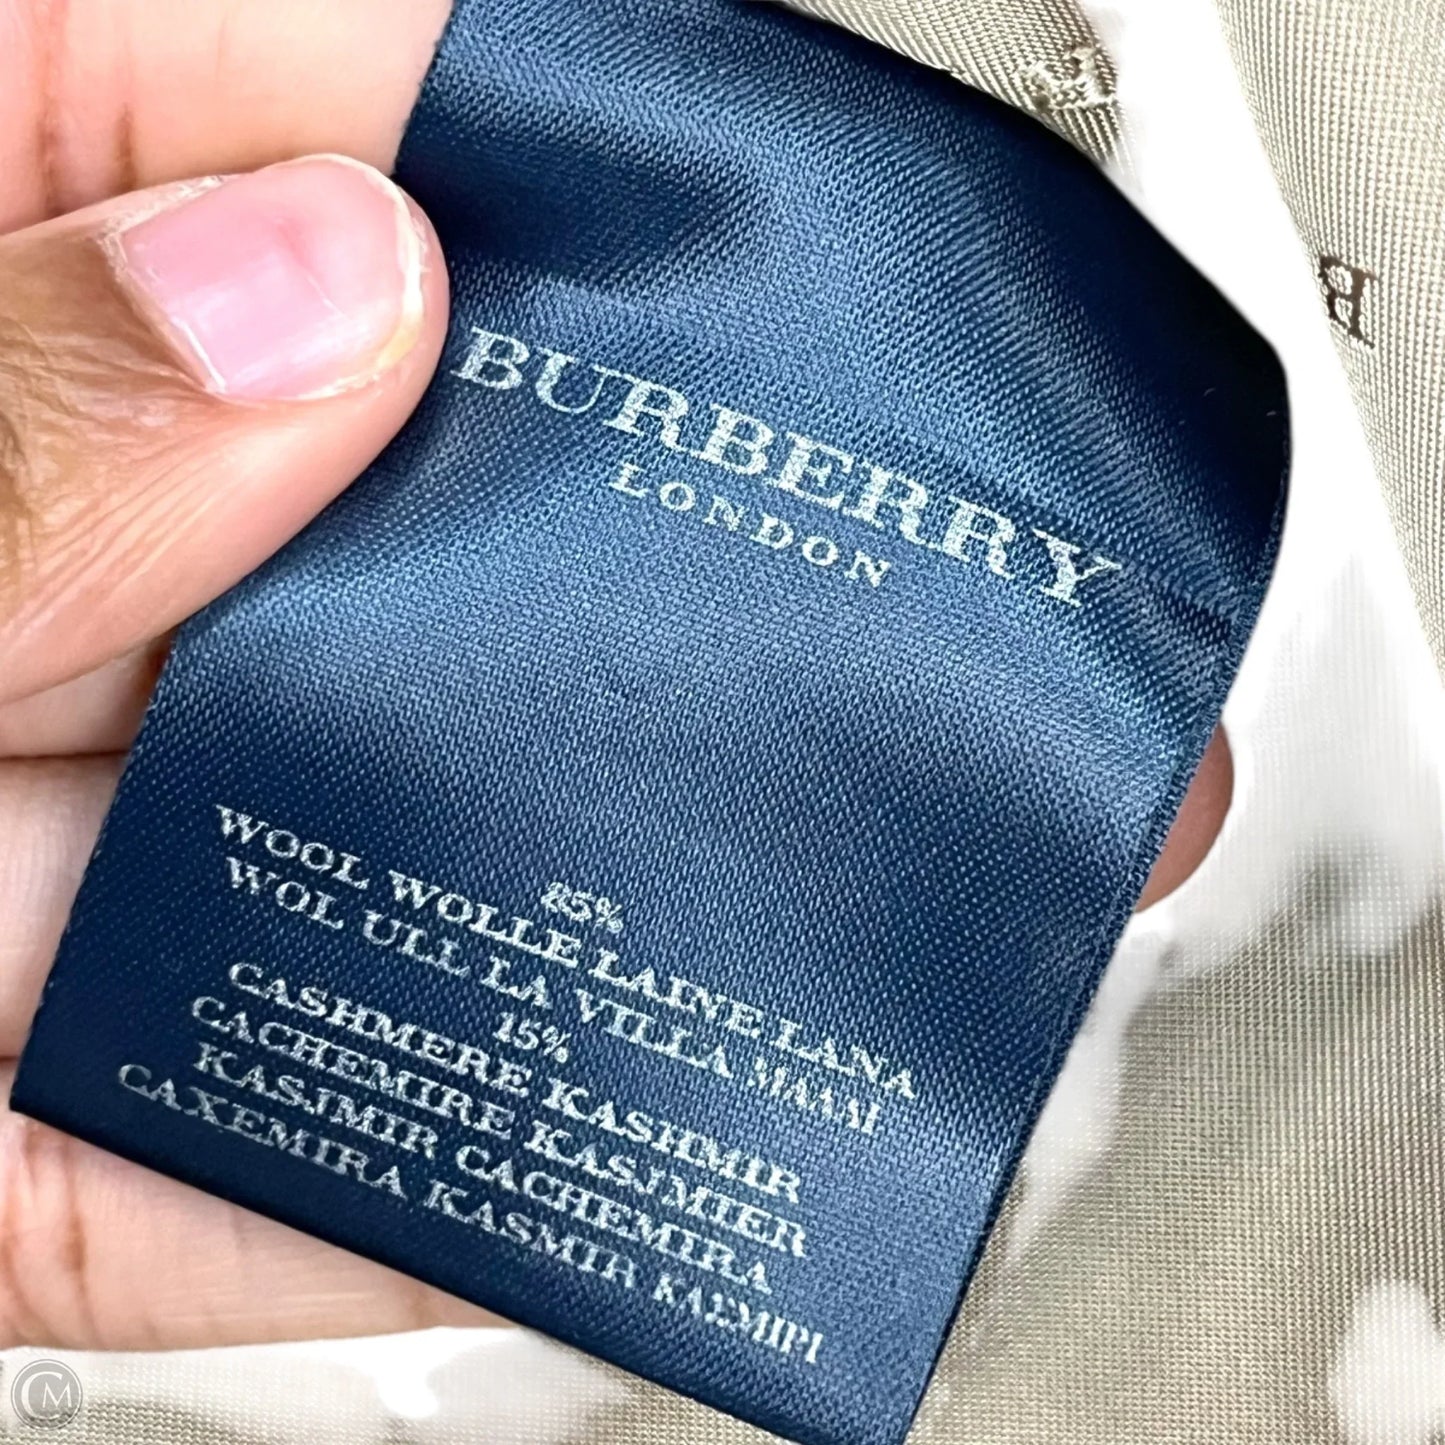 BURBERRY
LONDON
85%
WOOL WOLLE LAINE LANA
WOL ULL LA VILLA ΜΑΛΛΙ
15%
CASHMERE KASHMIR
CACHEMIRE KASJMIER
KASJMIR CACHEMIRA
CAXEMIRA KASMIR ΚΑΣΜΙΡΙ
B
CM